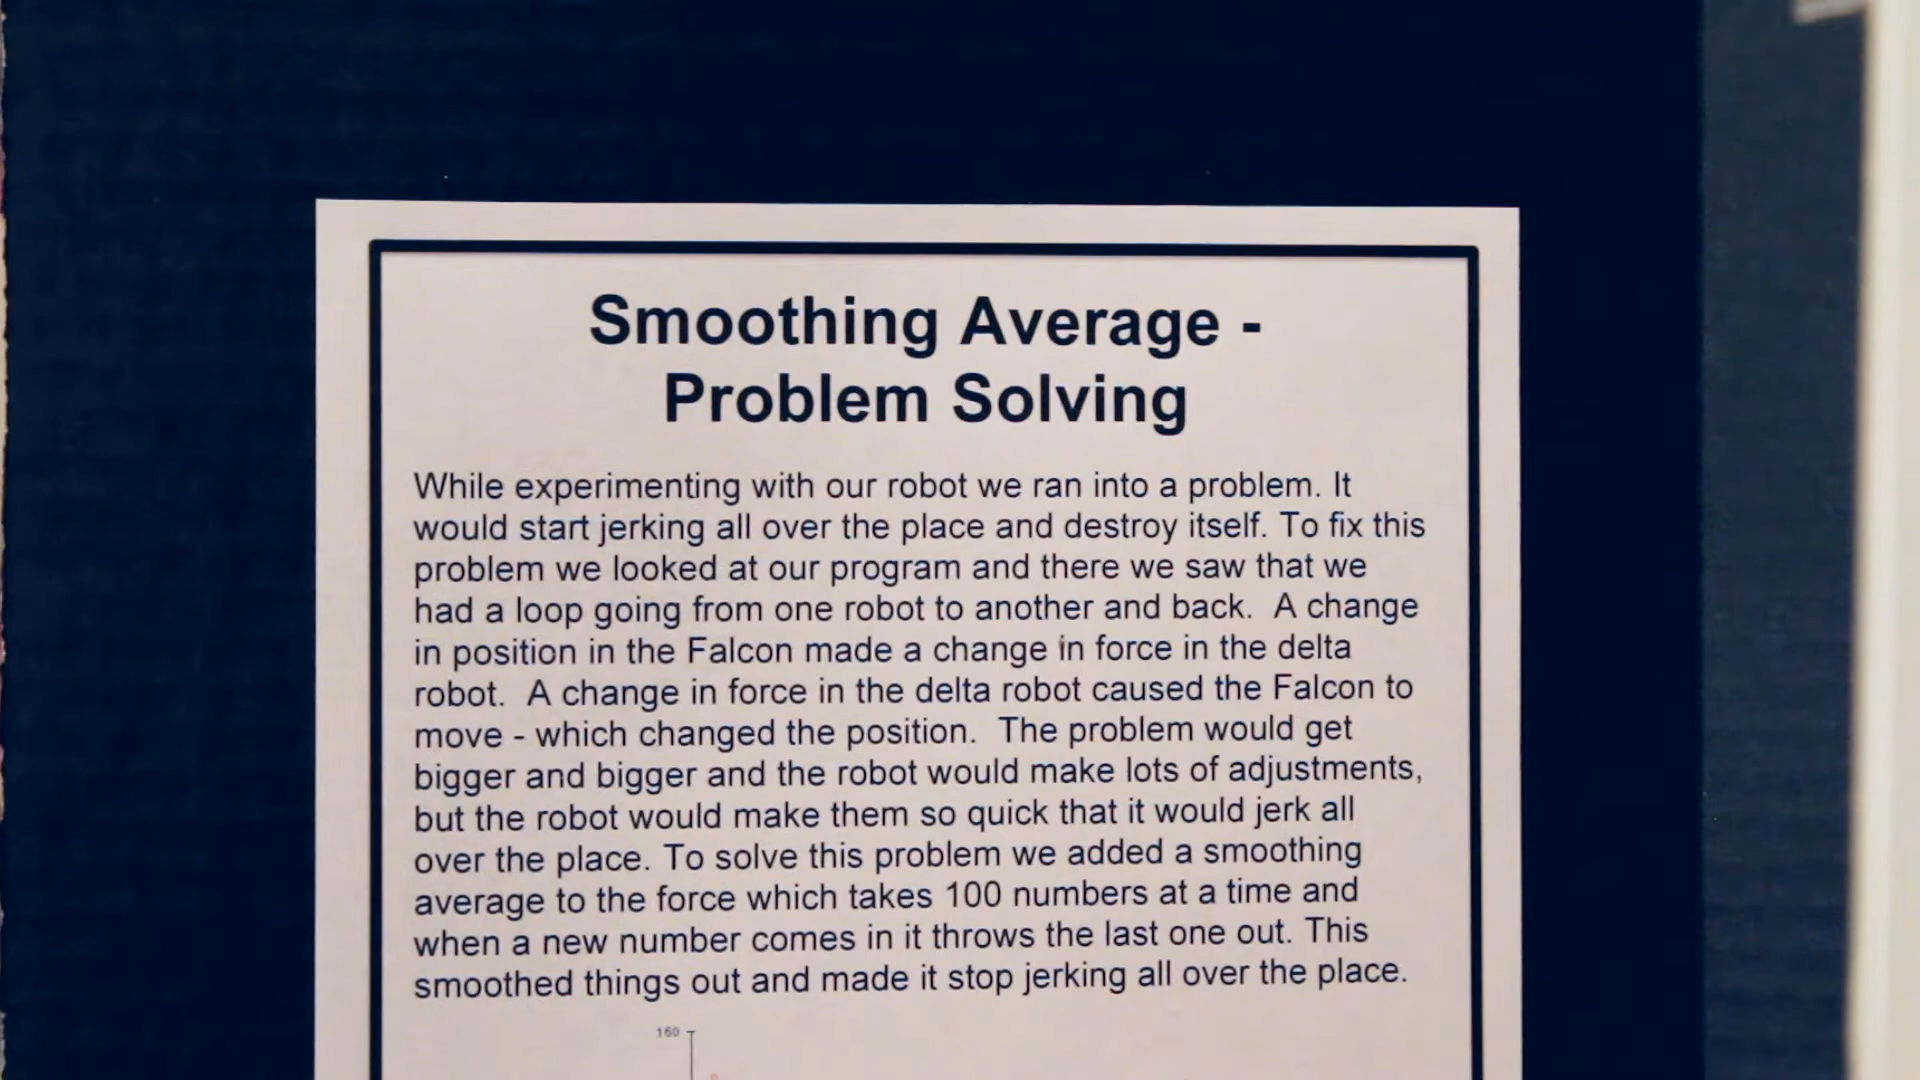 Smoothing Average -
Problem Solving
While experimenting with our robot we ran into a problem. It
would start jerking all over the place and destroy itself. To fix this
problem we looked at our program and there we saw that we
had a loop going from one robot to another and back.  A change
in position in the Falcon made a change in force in the delta
robot.  A change in force in the delta robot caused the Falcon to
move - which changed the position.  The problem would get
bigger and bigger and the robot would make lots of adjustments,
but the robot would make them so quick that it would jerk all
over the place. To solve this problem we added a smoothing
average to the force which takes 100 numbers at a time and
when a new number comes in it throws the last one out. This
smoothed things out and made it stop jerking all over the place.
160